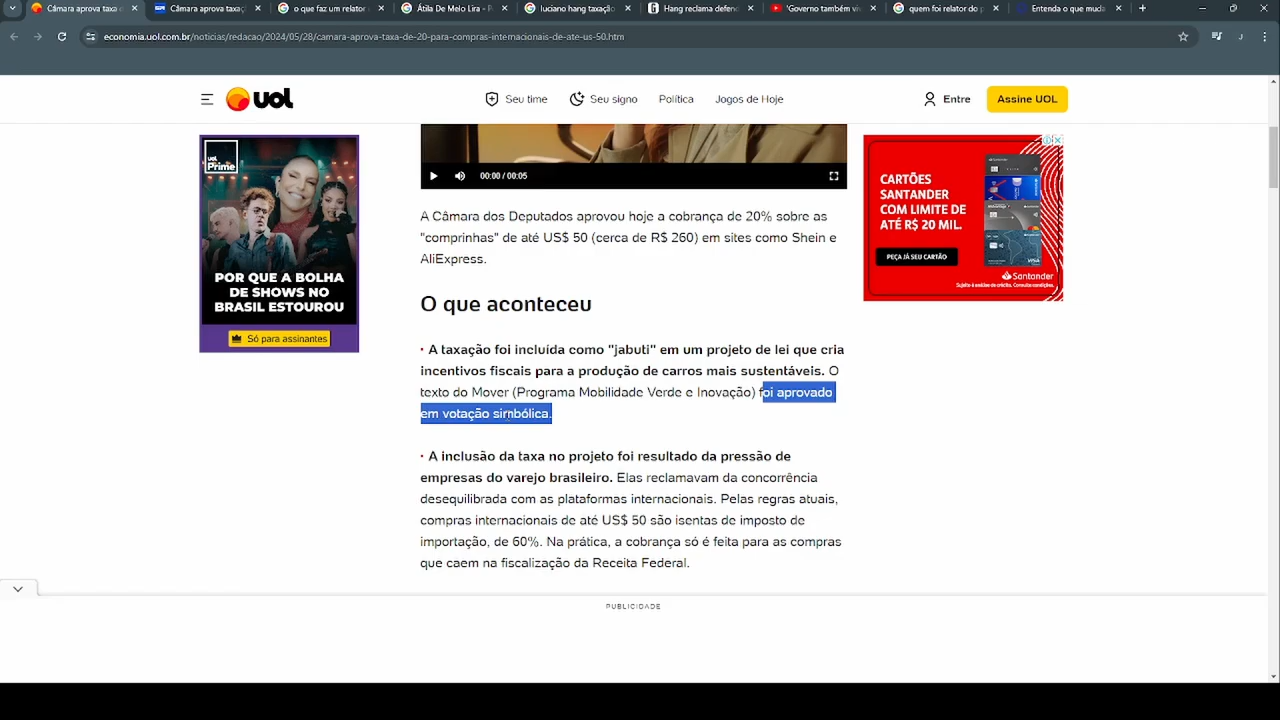 Câmara aprova taxa d
Câmara aprova taxaç
o que faz um relator
Átila De Melo Lira - P
luciano hang taxação
Hang reclama defend
'Governo também viv
quem foi relator do p
Entenda o que muda
economia.uol.com.br/noticias/redacao/2024/05/28/camara-aprova-taxa-de-20-para-compras-internacionais-de-ate-us-50.htm
J
UOL
Seu time
Seu signo
Política
Jogos de Hoje
Entre
Assine UOL
uol Prime
POR QUE A BOLHA
DE SHOWS NO
BRASIL ESTOUROU
Só para assinantes
00:00 / 00:05
A Câmara dos Deputados aprovou hoje a cobrança de 20% sobre as
"comprinhas" de até US$ 50 (cerca de R$ 260) em sites como Shein e
AliExpress.
O que aconteceu
• A taxação foi incluída como "jabuti" em um projeto de lei que cria
incentivos fiscais para a produção de carros mais sustentáveis. O
texto do Mover (Programa Mobilidade Verde e Inovação) foi aprovado
em votação simbólica.
• A inclusão da taxa no projeto foi resultado da pressão de
empresas do varejo brasileiro. Elas reclamavam da concorrência
desequilibrada com as plataformas internacionais. Pelas regras atuais,
compras internacionais de até US$ 50 são isentas de imposto de
importação, de 60%. Na prática, a cobrança só é feita para as compras
que caem na fiscalização da Receita Federal.
CARTÕES
SANTANDER
COM LIMITE DE
ATÉ R$ 20 MIL.
PEÇA JÁ SEU CARTÃO
Santander
Sujeito à análise de crédito. Consulte condições.
PUBLICIDADE